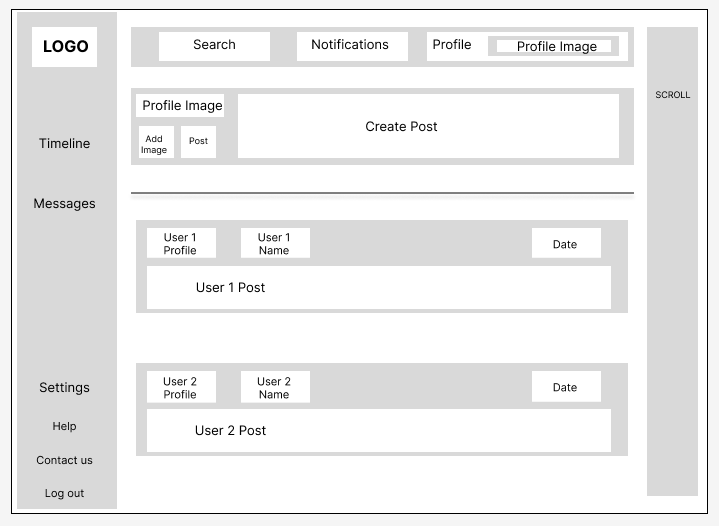 LOGO
Timeline
Messages
Settings
Help
Contact us
Log out
Search
Notifications
Profile
Profile Image
Profile Image
Add
Image
Post
Create Post
User 1
Profile
User 1
Name
Date
User 1 Post
User 2
Profile
User 2
Name
Date
User 2 Post
SCROLL